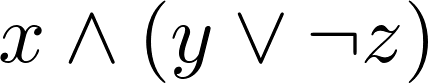 x ∧ (y ∨ ¬z)